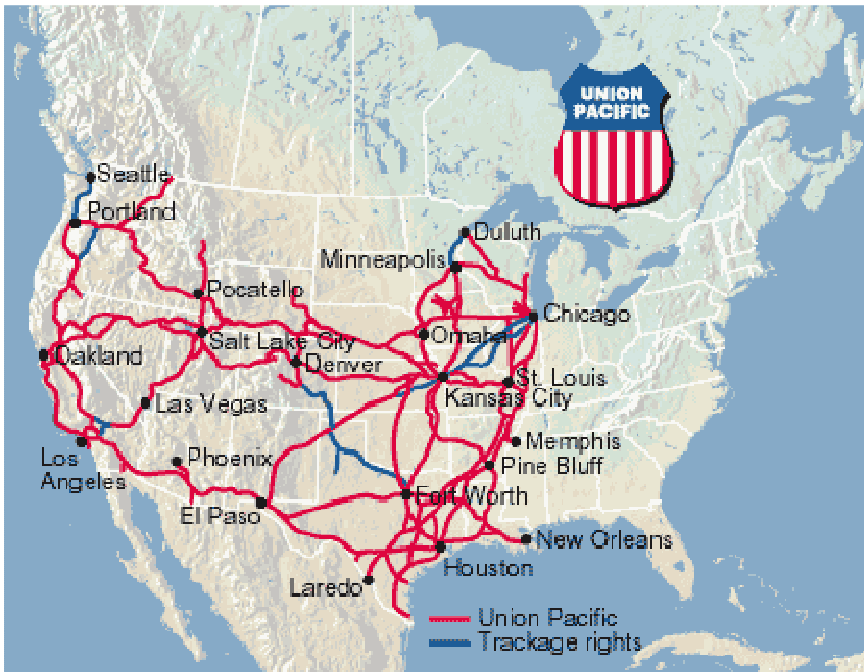 UNION
PACIFIC
Seattle
Portland
Dulluth
Minneapolis
Pocatello
Chicago
Omaha
Salt Lake City
Oakland
Denver
St. Louis
Kansas City
Las Vegas
Memphis
Los
Angeles
Phoenix
Pine Bluff
Fort Worth
El Paso
New Orleans
Houston
Laredo
Union Pacific
Trackage rights